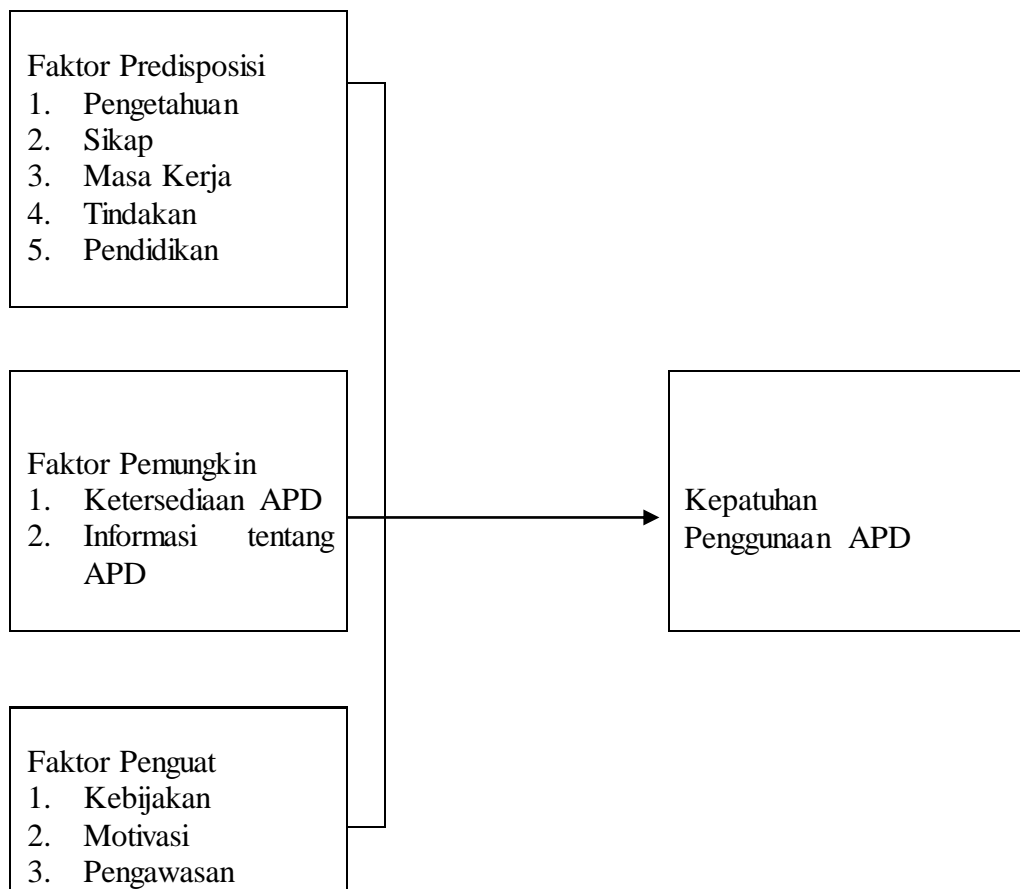 Faktor Predisposisi
1. Pengetahuan
2. Sikap
3. Masa Kerja
4. Tindakan
5. Pendidikan
Faktor Pemungkin
1. Ketersediaan APD
2. Informasi tentang
APD
Kepatuhan
Penggunaan APD
Faktor Penguat
1. Kebijakan
2. Motivasi
3. Pengawasan